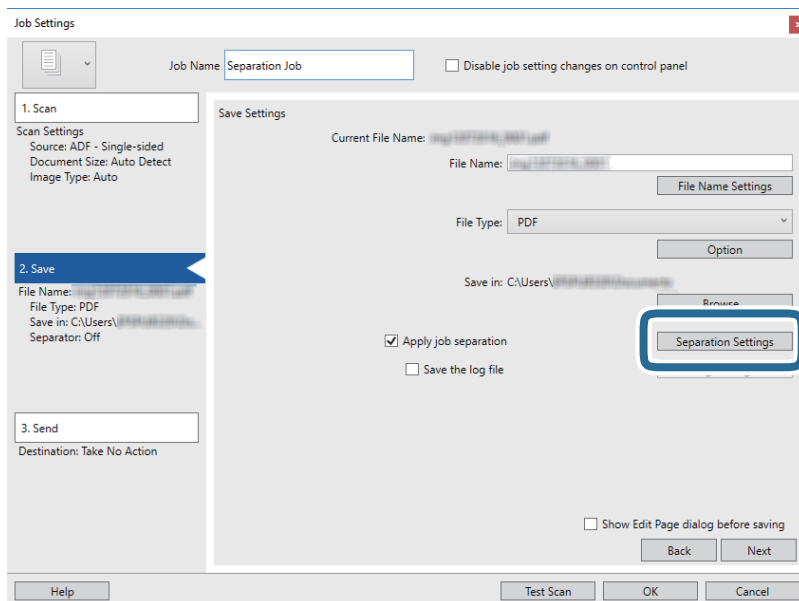 Job Settings
Job Name Separation Job
Disable job setting changes on control panel
1. Scan
Scan Settings
Source: ADF - Single-sided
Document Size: Auto Detect
Image Type: Auto
2. Save
File Name:
File Type: PDF
Save in: C:\Users\
Separator: Off
3. Send
Destination: Take No Action
Save Settings
Current File Name:
File Name:
File Name Settings
File Type: PDF
Option
Save in: C:\Users\
Browse
Apply job separation
Separation Settings
Save the log file
Show Edit Page dialog before saving
Back Next
Help Test Scan OK Cancel